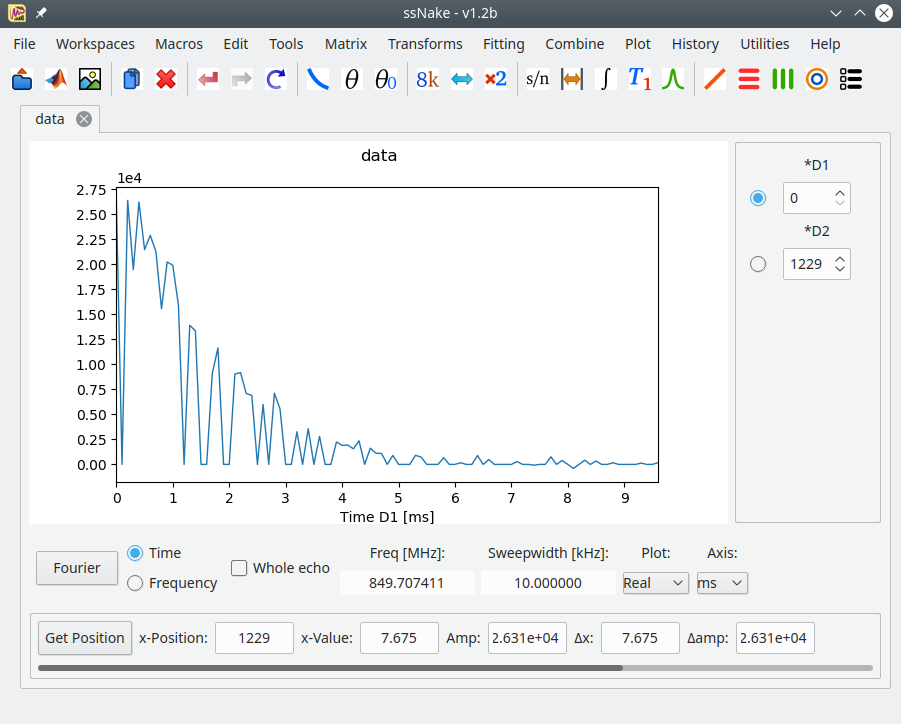 ssNake - v1.2b
File Workspaces Macros Edit Tools Matrix Transforms Fitting Combine Plot History Utilities Help
θ θ0 8k ×2 s/n ∫ T1
data
data
1e4
2.75
2.50
2.25
2.00
1.75
1.50
1.25
1.00
0.75
0.50
0.25
0.00
0 1 2 3 4 5 6 7 8 9
Time D1 [ms]
*D1
0
*D2
1229
Fourier
Time
Frequency
Whole echo
Freq [MHz]: Sweepwidth [kHz]: Plot: Axis:
849.707411 10.000000 Real ms
Get Position x-Position: 1229 x-Value: 7.675 Amp: 2.631e+04 Δx: 7.675 Δamp: 2.631e+04